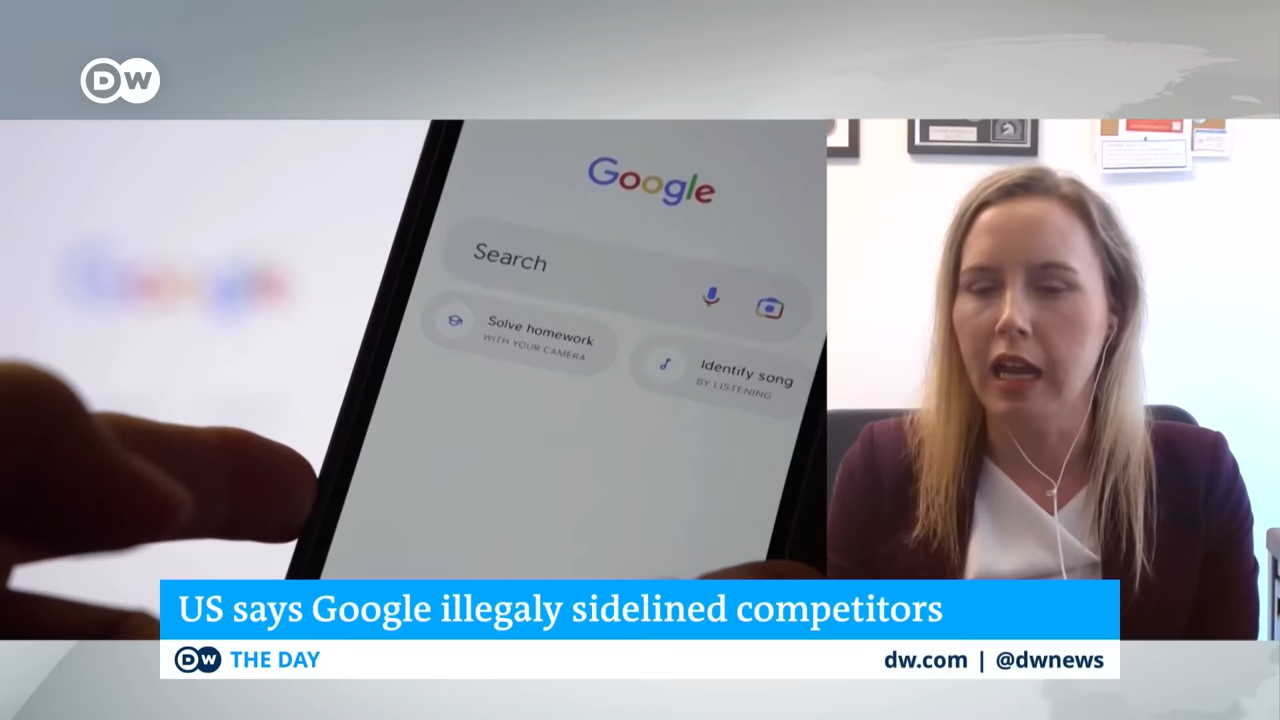 DW
Google
Google
Search
Solve homework
WITH YOUR CAMERA
Identify song
BY LISTENING
US says Google illegaly sidelined competitors
DW THE DAY
dw.com | @dwnews